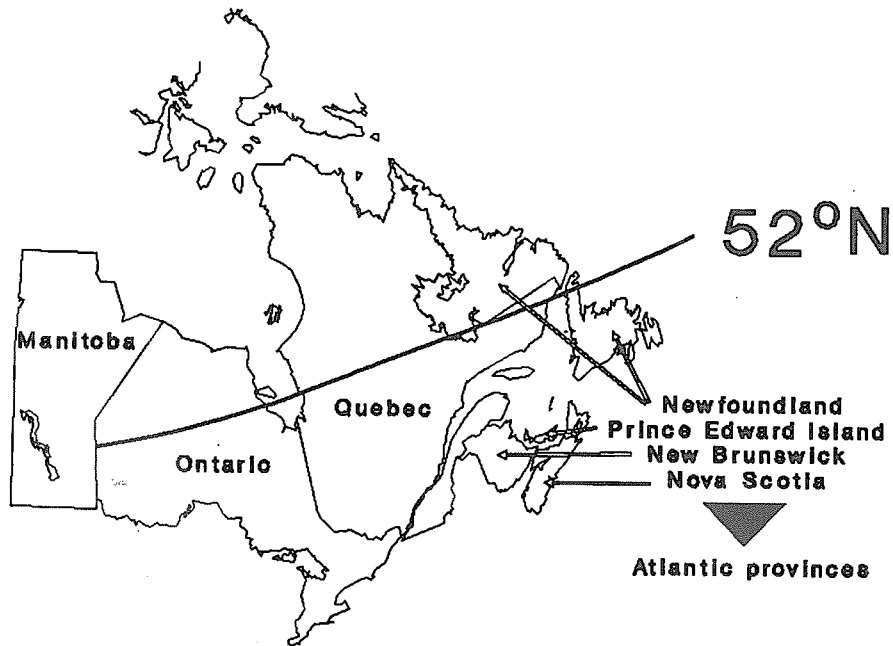 52°N
Manitoba
Quebec
Ontario
Newfoundland
Prince Edward Island
New Brunswick
Nova Scotia
Atlantic provinces